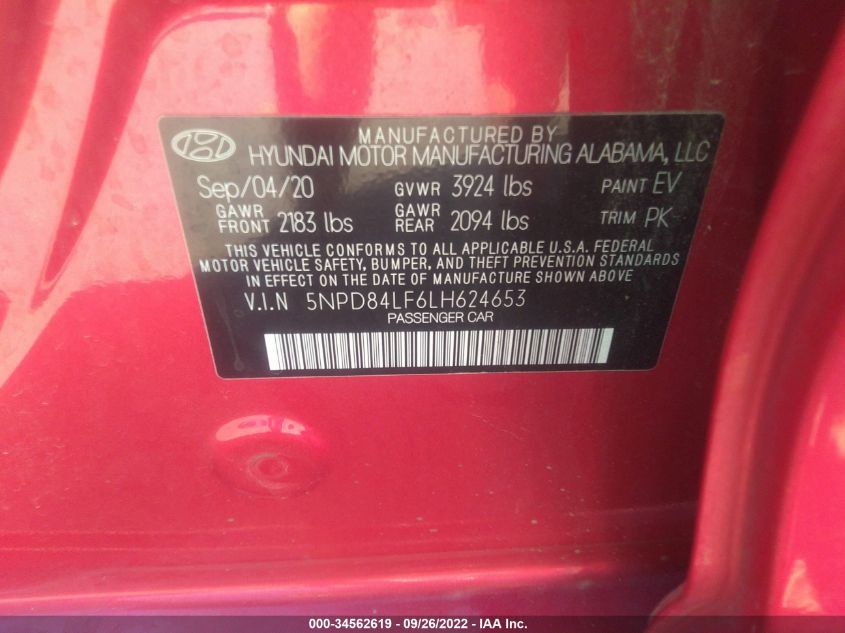 MANUFACTURED BY
HYUNDAI MOTOR MANUFACTURING ALABAMA, LLC
Sep/04/20 GVWR 3924 lbs PAINT EV
GAWR FRONT 2183 lbs GAWR REAR 2094 lbs TRIM PK
THIS VEHICLE CONFORMS TO ALL APPLICABLE U.S.A. FEDERAL
MOTOR VEHICLE SAFETY, BUMPER, AND THEFT PREVENTION STANDARDS
IN EFFECT ON THE DATE OF MANUFACTURE SHOWN ABOVE
V.I.N 5NPD84LF6LH624653
PASSENGER CAR
000-34562619 - 09/26/2022 - IAA Inc.